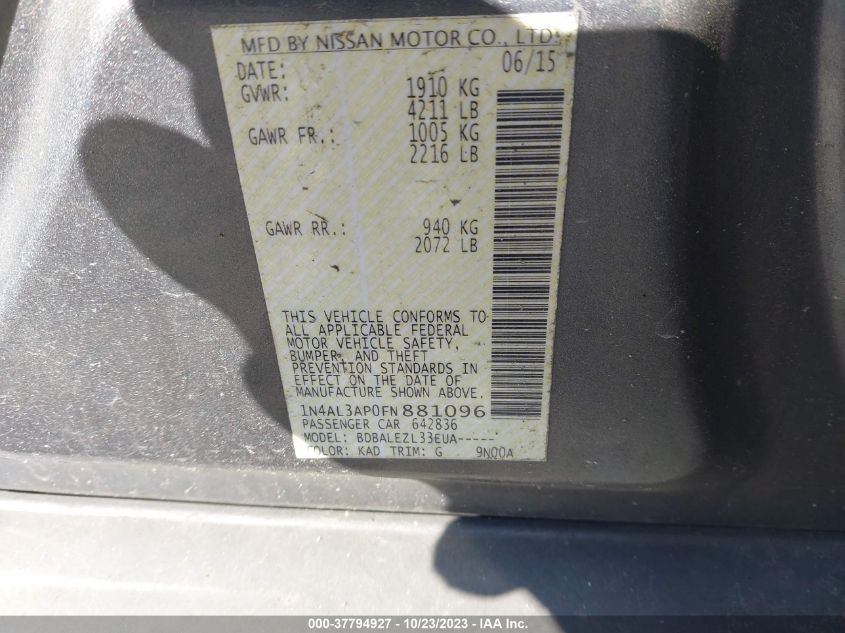 MFD BY NISSAN MOTOR CO., LTD.
DATE: 06/15
GVWR: 1910 KG
4211 LB
GAWR FR.: 1005 KG
2216 LB
GAWR RR.: 940 KG
2072 LB
THIS VEHICLE CONFORMS TO
ALL APPLICABLE FEDERAL
MOTOR VEHICLE SAFETY,
BUMPER, AND THEFT
PREVENTION STANDARDS IN
EFFECT ON THE DATE OF
MANUFACTURE SHOWN ABOVE.
1N4AL3AP0FN881096
PASSENGER CAR 642836
MODEL: BDBALEZL33EUA-----
COLOR: KAD TRIM: G 9N00A
000-37794927 - 10/23/2023 - IAA Inc.